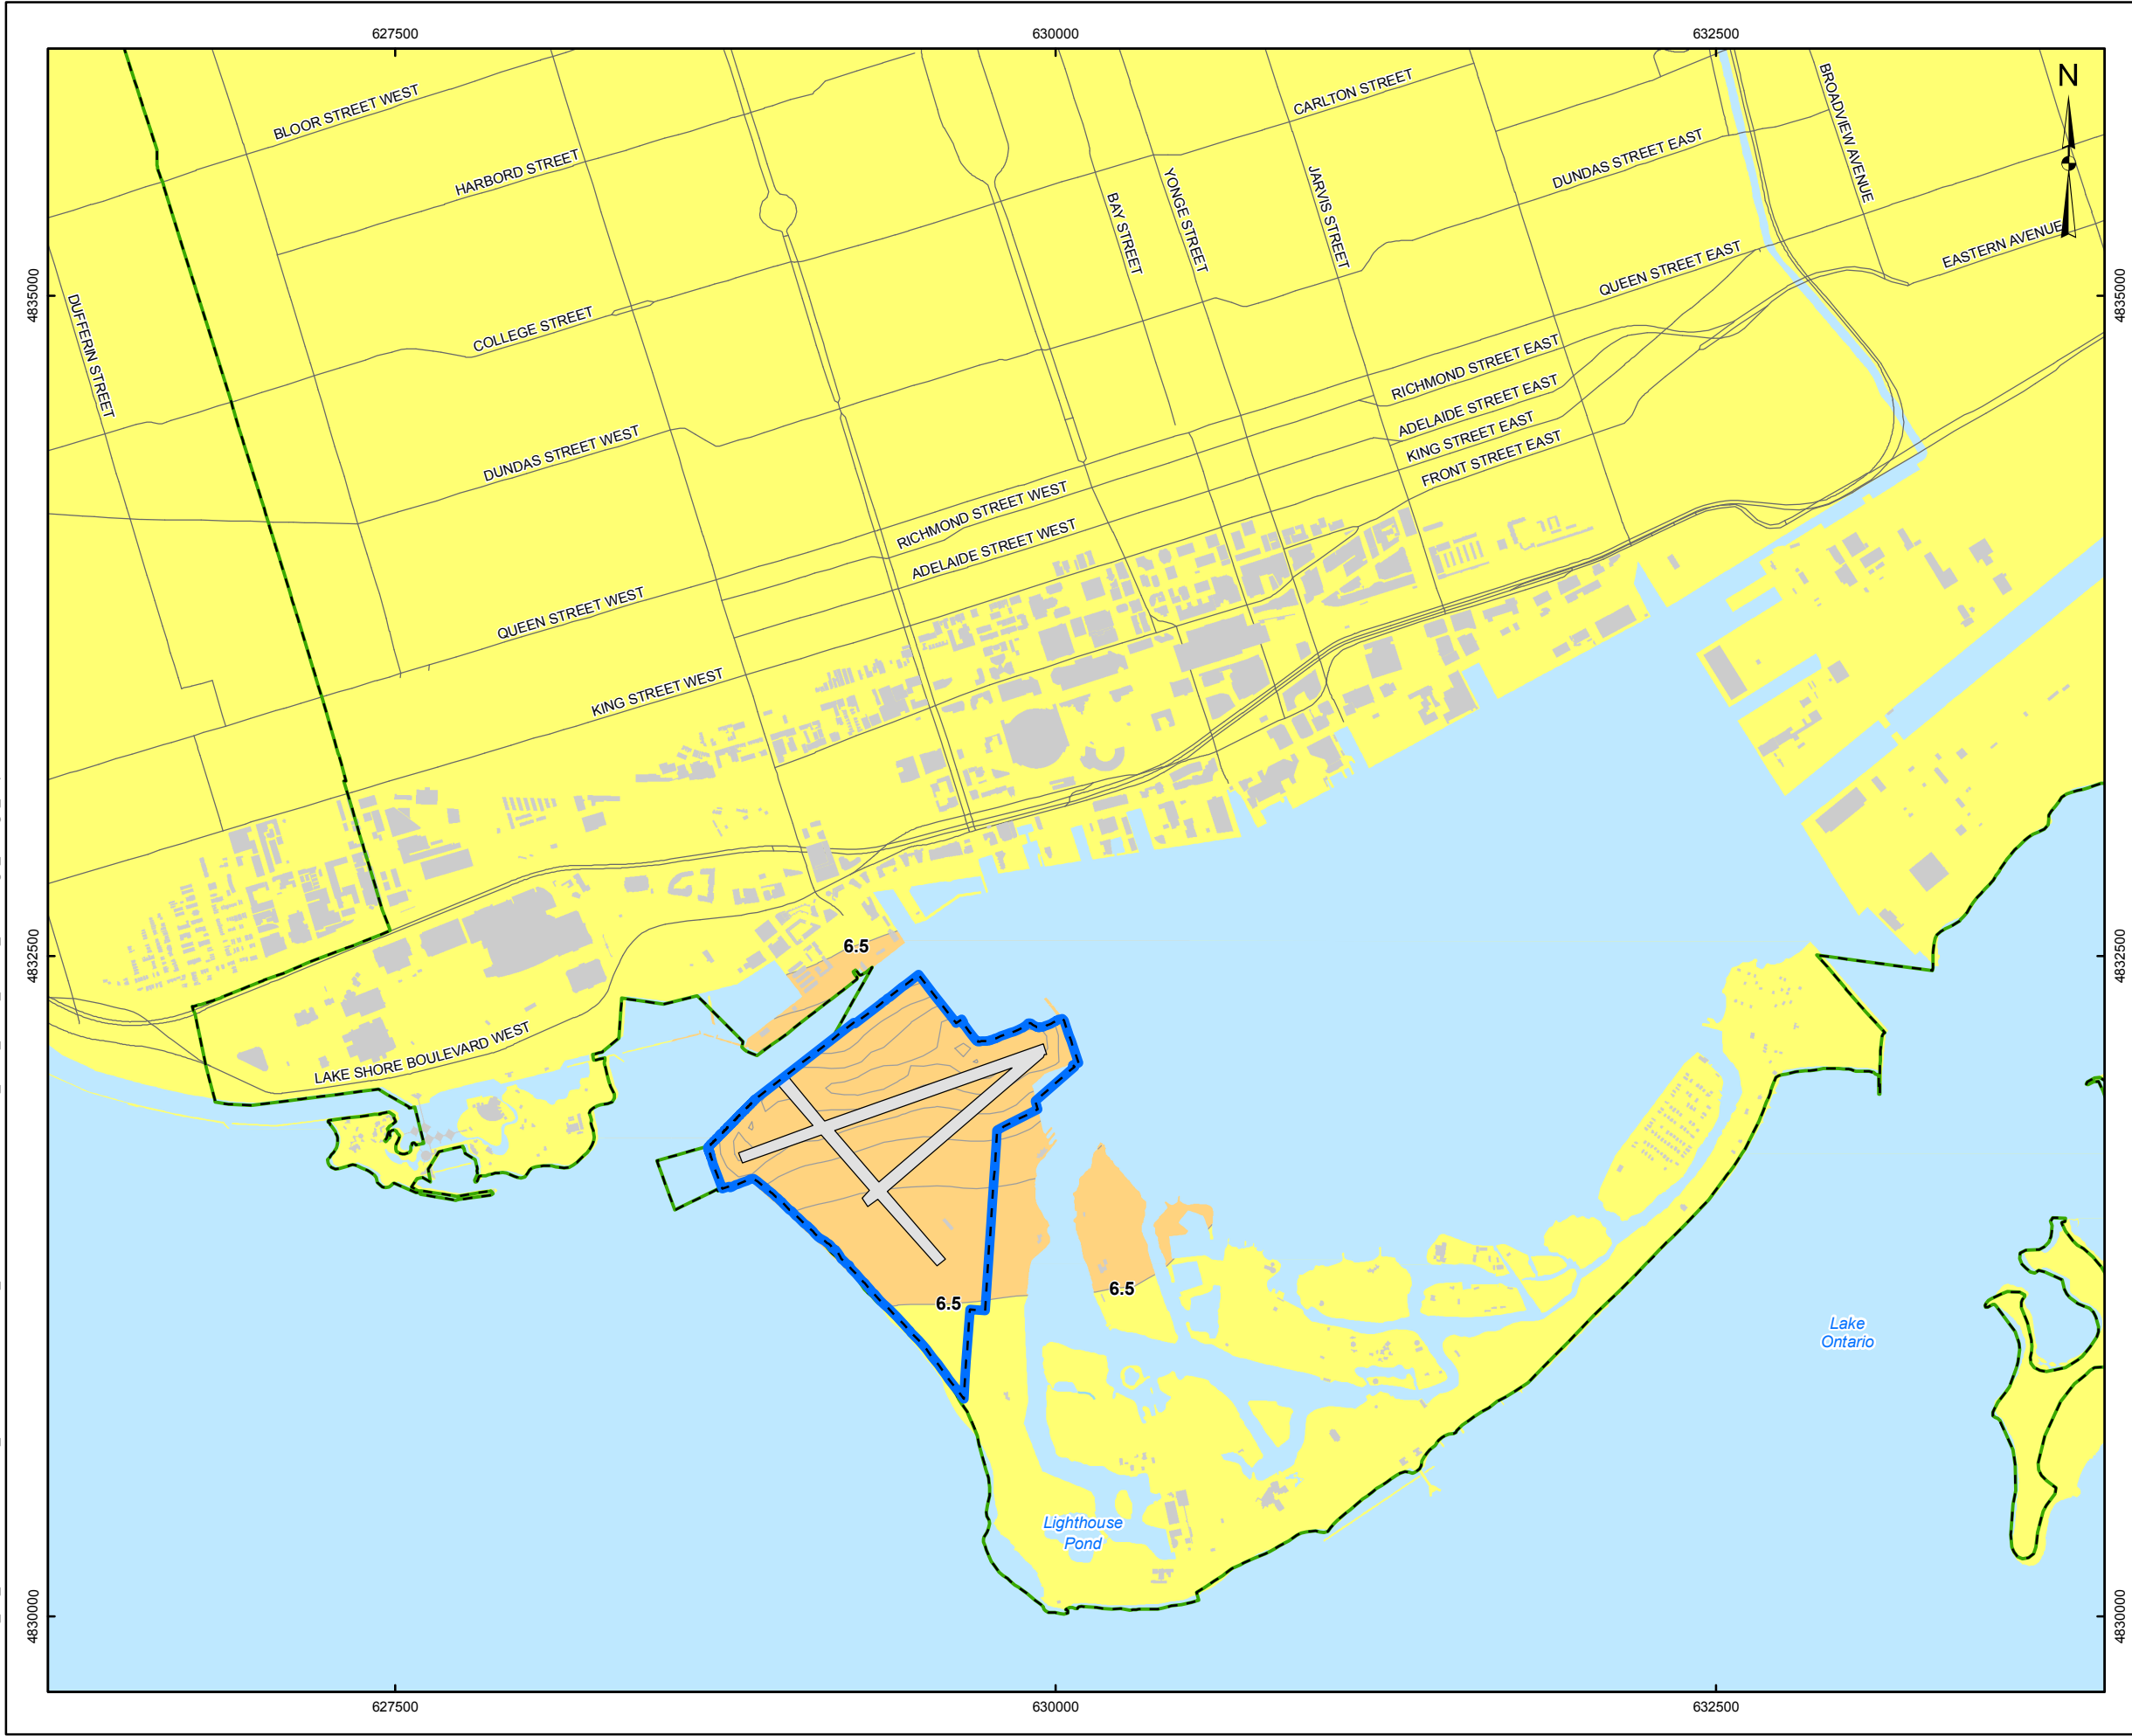 627500
630000
632500
N
BLOOR STREET WEST
HARBORD STREET
CARLTON STREET
BROADVIEW AVENUE
DUNDAS STREET EAST
BAY STREET
YONGE STREET
JARVIS STREET
QUEEN STREET EAST
EASTERN AVENUE
4835000
4835000
DUFFERIN STREET
COLLEGE STREET
RICHMOND STREET EAST
ADELAIDE STREET EAST
KING STREET EAST
FRONT STREET EAST
DUNDAS STREET WEST
RICHMOND STREET WEST
ADELAIDE STREET WEST
QUEEN STREET WEST
KING STREET WEST
4832500
4832500
6.5
LAKE SHORE BOULEVARD WEST
6.5
6.5
Lake
Ontario
Lighthouse
Pond
4830000
4830000
627500
630000
632500